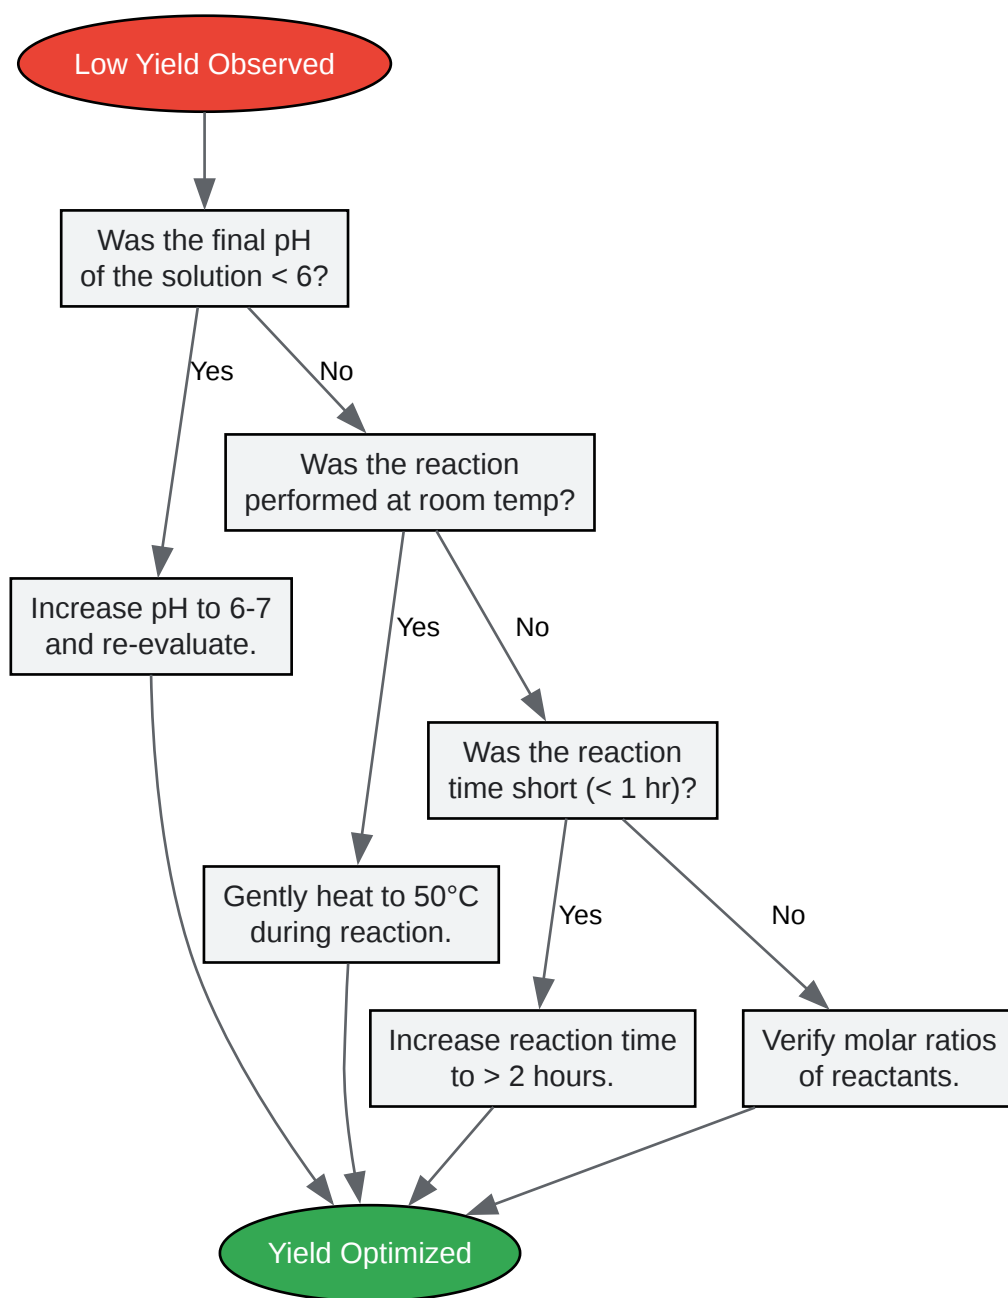 Low Yield Observed
Was the final pH
of the solution < 6?
Yes
No
Was the reaction
performed at room temp?
Increase pH to 6-7
and re-evaluate.
Yes
No
Was the reaction
time short (< 1 hr)?
Gently heat to 50°C
during reaction.
Yes
No
Increase reaction time
to > 2 hours.
Verify molar ratios
of reactants.
Yield Optimized